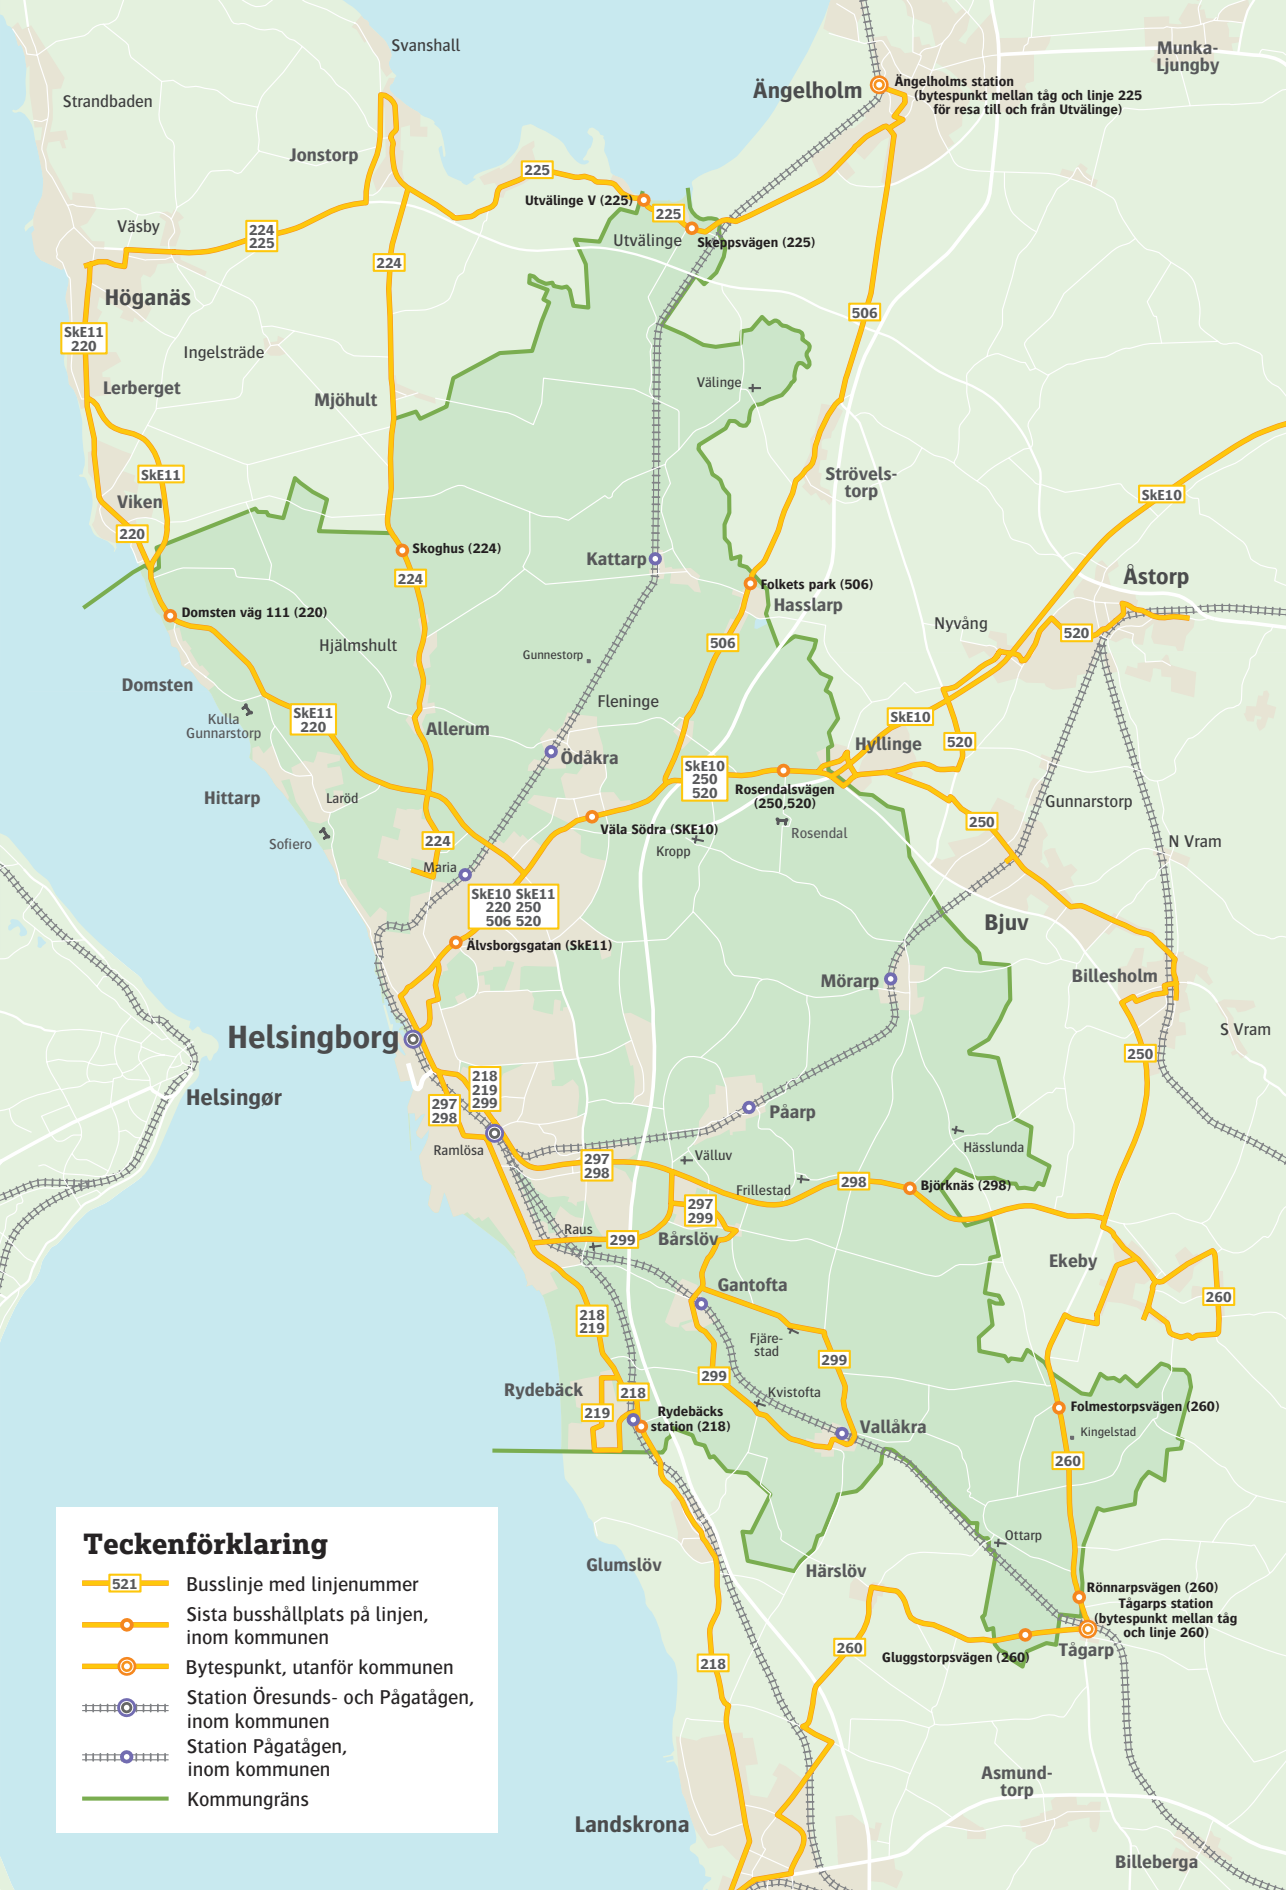 Svanshall
Strandbaden
Munka-
Ljungby
Ängelholm
Ängelholms station
(bytespunkt mellan tåg och linje 225
för resa till och från Utvälinge)
Jonstorp
225
Utvälinge V (225)
225
Väsby
224
225
Utvälinge
Skeppsvägen (225)
224
Höganäs
506
SkE11
220
Ingelsträde
Lerberget
Mjöhult
Välinge
SkE11
Strövels-
torp
SkE10
Viken
220
Skoghus (224)
Kattarp
224
Folkets park (506)
Åstorp
Hasslarp
Domsten väg 111 (220)
Nyvång
520
Hjälmshult
506
Gunnestorp
Domsten
Fleninge
Kulla
Gunnarstorp
SkE11
220
SkE10
Allerum
520
Hyllinge
Ödåkra
SkE10
250
520
Rosendalsvägen
(250,520)
Hittarp
Laröd
Gunnarstorp
250
Väla Södra (SKE10)
Rosendal
Sofiero
224
Kropp
N Vram
Maria
SkE10 SkE11
220 250
506 520
Bjuv
Älvsborgsgatan (SkE11)
Mörarp
Billesholm
Helsingborg
S Vram
250
218
219
299
Helsingør
297
298
Påarp
Ramlösa
Hässlunda
Välluv
297
298
Frillestad
298
Björknäs (298)
297
299
Raus
299
Bårslöv
Ekeby
Gantofta
260
218
219
Fjäre-
stad
299
299
Rydebäck
218
Kvistofta
219
Rydebäcks
station (218)
Folmestorpsvägen (260)
Vallåkra
Kingelstad
260
Teckenförklaring
521
Busslinje med linjenummer
Sista busshållplats på linjen,
inom kommunen
Bytespunkt, utanför kommunen
Station Öresunds- och Pågatågen,
inom kommunen
Station Pågatågen,
inom kommunen
Kommungräns
Ottarp
Glumslöv
Härslöv
Rönnarpsvägen (260)
Tågarps station
(bytespunkt mellan tåg
och linje 260)
260
Gluggstorpsvägen (260)
Tågarp
218
Asmund-
torp
Landskrona
Billeberga